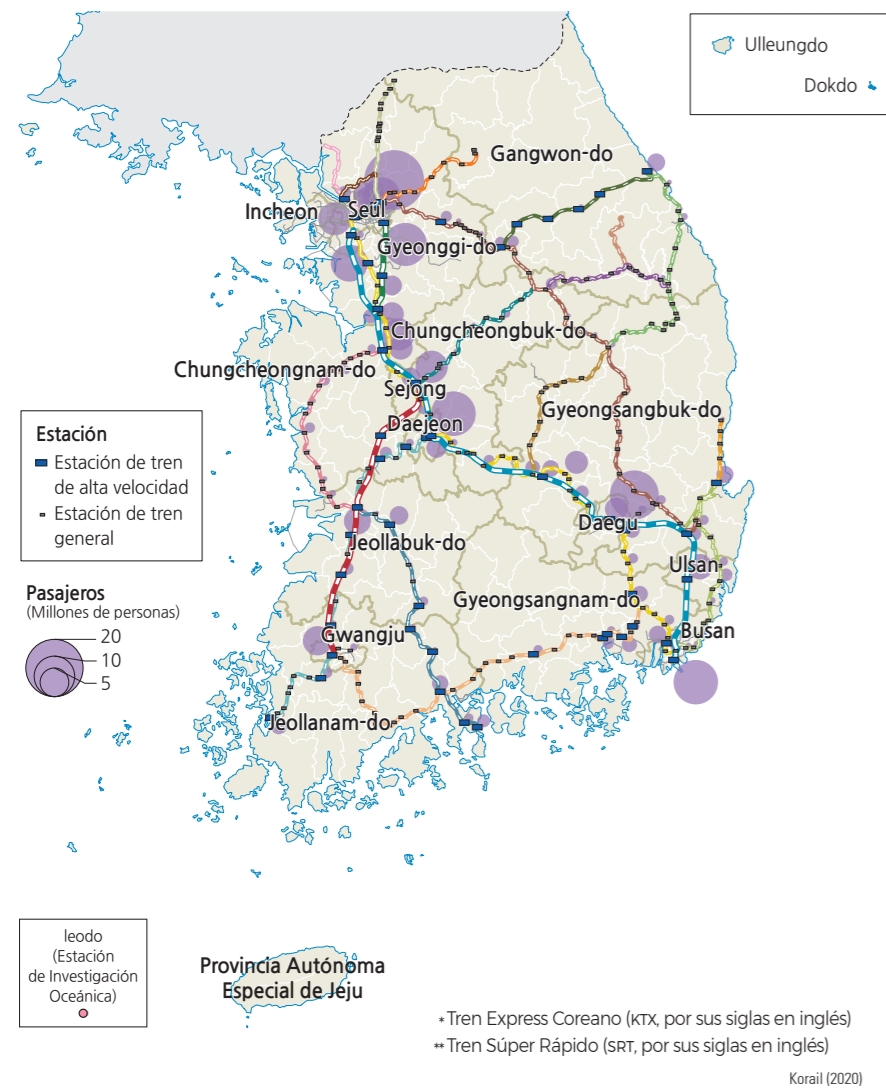 Ulleungdo
Dokdo
Gangwon-do
Incheon
Seúl
Gyeonggi-do
Chungcheongbuk-do
Chungcheongnam-do
Sejong
Gyeongsangbuk-do
Daejeon
Estación
Estación de tren
de alta velocidad
Estación de tren
general
Daegu
Jeollabuk-do
Ulsan
Pasajeros
(Millones de personas)
20
10
5
Gyeongsangnam-do
Gwangju
Busan
Jeollanam-do
Ieodo
(Estación
de Investigación
Oceánica)
Provincia Autónoma
Especial de Jeju
* Tren Express Coreano (KTX, por sus siglas en inglés)
** Tren Súper Rápido (SRT, por sus siglas en inglés)
Korail (2020)